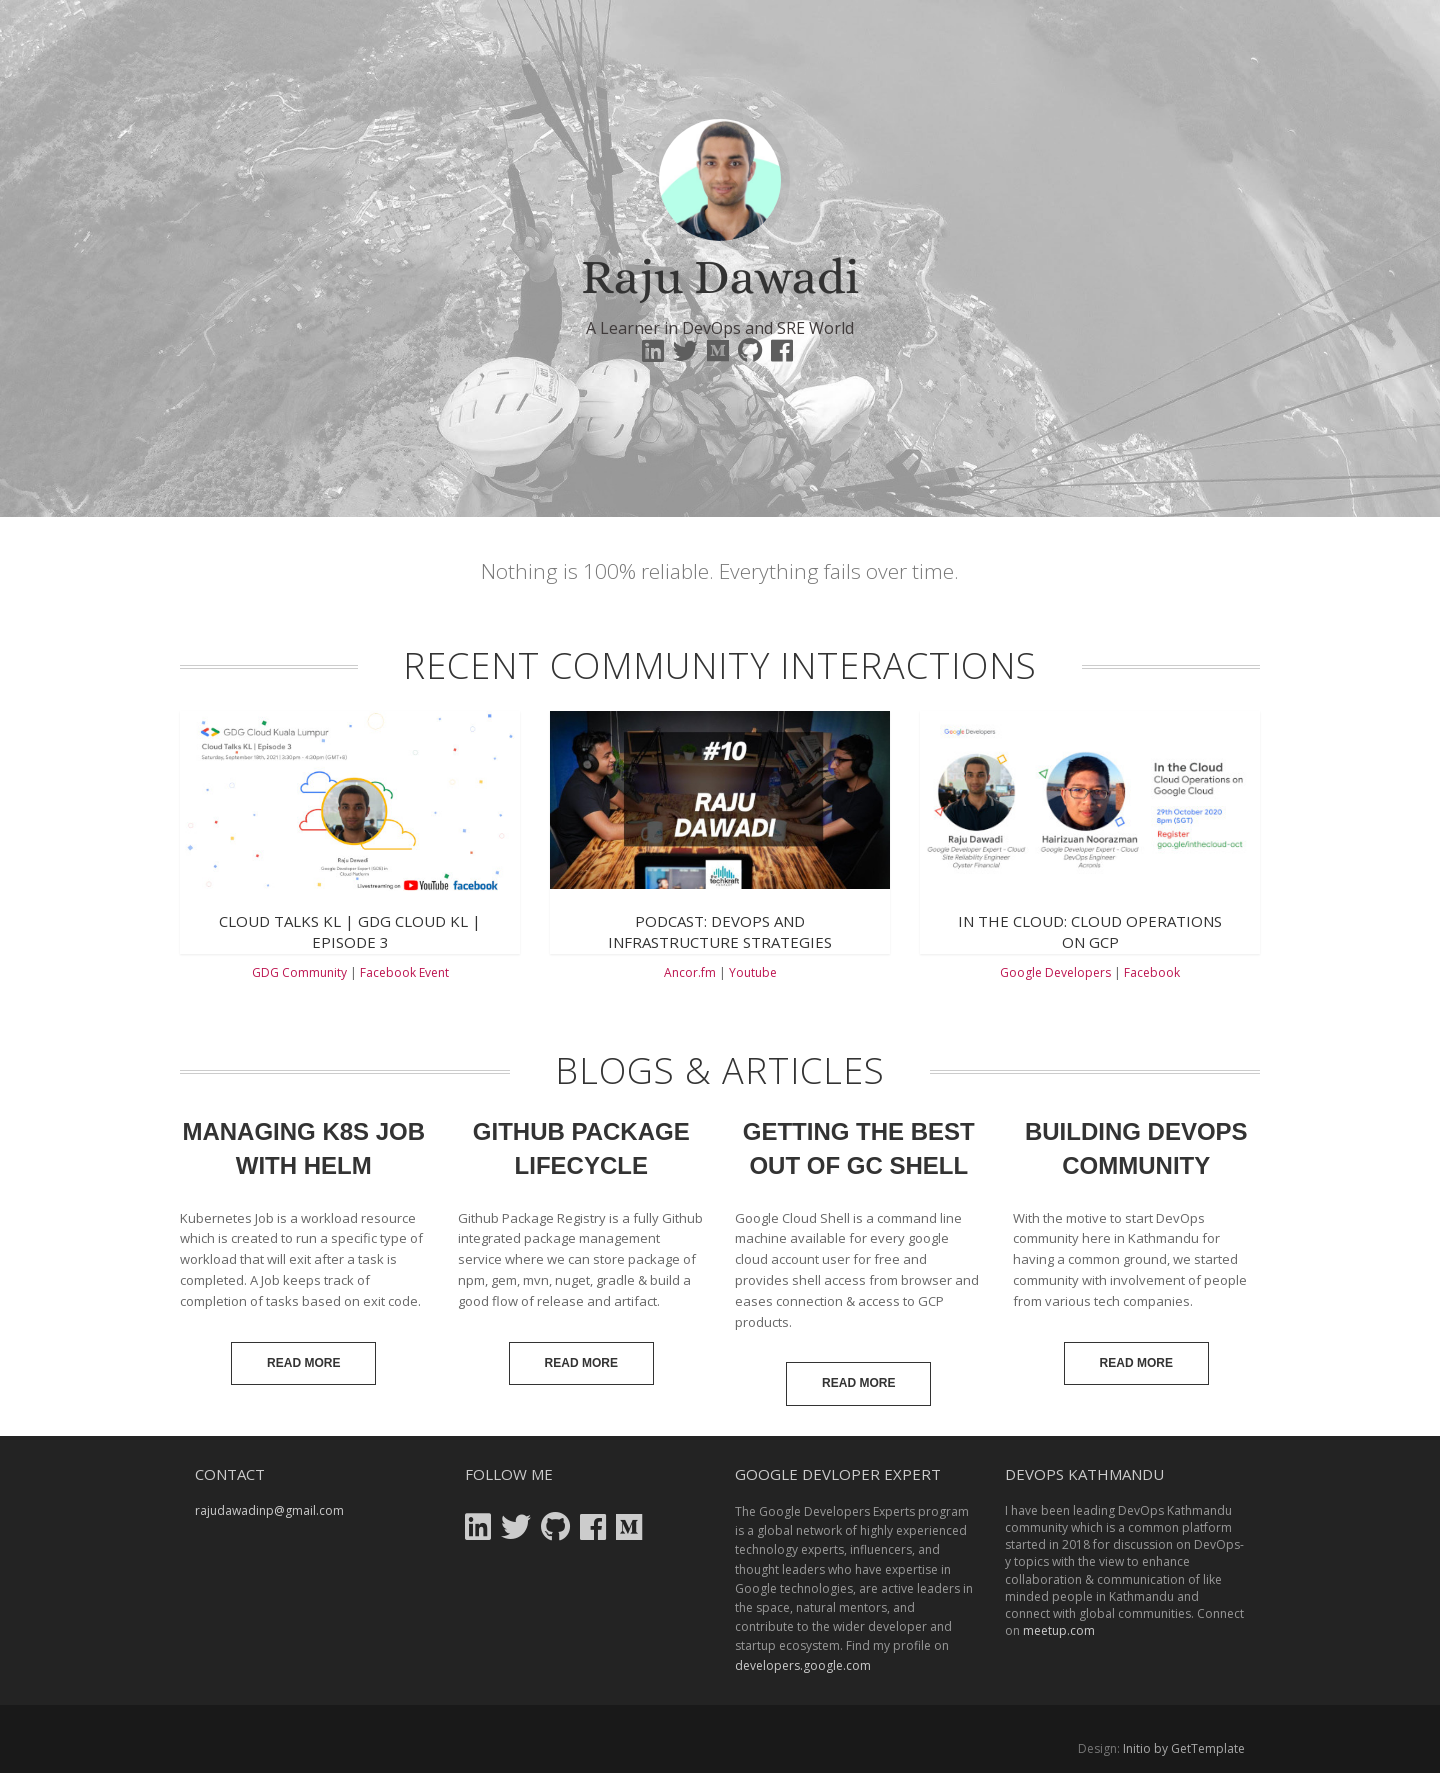 Raju Dawadi
A Learner in DevOps and SRE World
Nothing is 100% reliable. Everything fails over time.
RECENT COMMUNITY INTERACTIONS
GDG Cloud Kuala Lumpur
Cloud Talks KL | Episode 3
Saturday, September 18th, 2021 | 3:30pm - 4:30pm (GMT+8)
Raju Dawadi
Google Developer Expert (GDE) in
Cloud Platform
Livestreaming on YouTube facebook
CLOUD TALKS KL | GDG CLOUD KL |
EPISODE 3
GDG Community | Facebook Event
#10
RAJU
DAWADI
techkraft
PODCAST: DEVOPS AND
INFRASTRUCTURE STRATEGIES
Ancor.fm | Youtube
Google Developers
In the Cloud
Cloud Operations on
Google Cloud
29th October 2020
8pm (SGT)
Register
goo.gle/inthecloud-oct
Raju Dawadi
Google Developer Expert - Cloud
Site Reliability Engineer
Oyster Financial
Hairizuan Noorazman
Google Developer Expert - Cloud
DevOps Engineer
Acronis
IN THE CLOUD: CLOUD OPERATIONS
ON GCP
Google Developers | Facebook
BLOGS & ARTICLES
MANAGING K8S JOB
WITH HELM
Kubernetes Job is a workload resource
which is created to run a specific type of
workload that will exit after a task is
completed. A Job keeps track of
completion of tasks based on exit code.
READ MORE
GITHUB PACKAGE
LIFECYCLE
Github Package Registry is a fully Github
integrated package management
service where we can store package of
npm, gem, mvn, nuget, gradle & build a
good flow of release and artifact.
READ MORE
GETTING THE BEST
OUT OF GC SHELL
Google Cloud Shell is a command line
machine available for every google
cloud account user for free and
provides shell access from browser and
eases connection & access to GCP
products.
READ MORE
BUILDING DEVOPS
COMMUNITY
With the motive to start DevOps
community here in Kathmandu for
having a common ground, we started
community with involvement of people
from various tech companies.
READ MORE
CONTACT
rajudawadinp@gmail.com
FOLLOW ME
GOOGLE DEVLOPER EXPERT
The Google Developers Experts program
is a global network of highly experienced
technology experts, influencers, and
thought leaders who have expertise in
Google technologies, are active leaders in
the space, natural mentors, and
contribute to the wider developer and
startup ecosystem. Find my profile on
developers.google.com
DEVOPS KATHMANDU
I have been leading DevOps Kathmandu
community which is a common platform
started in 2018 for discussion on DevOps-
y topics with the view to enhance
collaboration & communication of like
minded people in Kathmandu and
connect with global communities. Connect
on meetup.com
Design: Initio by GetTemplate